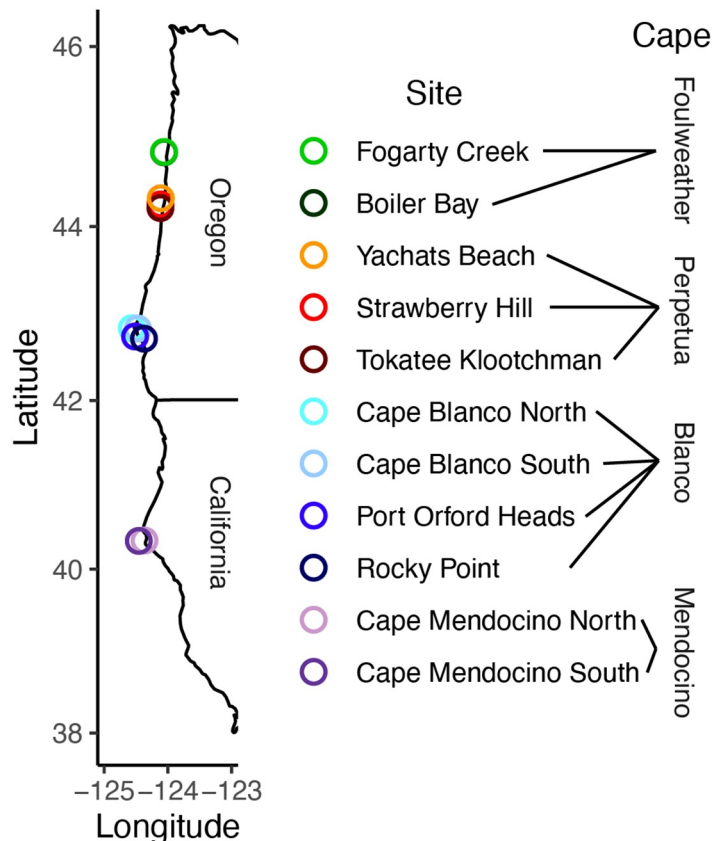 Cape
Site
Foulweather
Fogarty Creek
Boiler Bay
Perpetua
Yachats Beach
Strawberry Hill
Tokatee Klootchman
Blanco
Cape Blanco North
Cape Blanco South
Port Orford Heads
Rocky Point
Mendocino
Cape Mendocino North
Cape Mendocino South
Oregon
California
Latitude
46
44
42
40
38
−125 −124 −123
Longitude